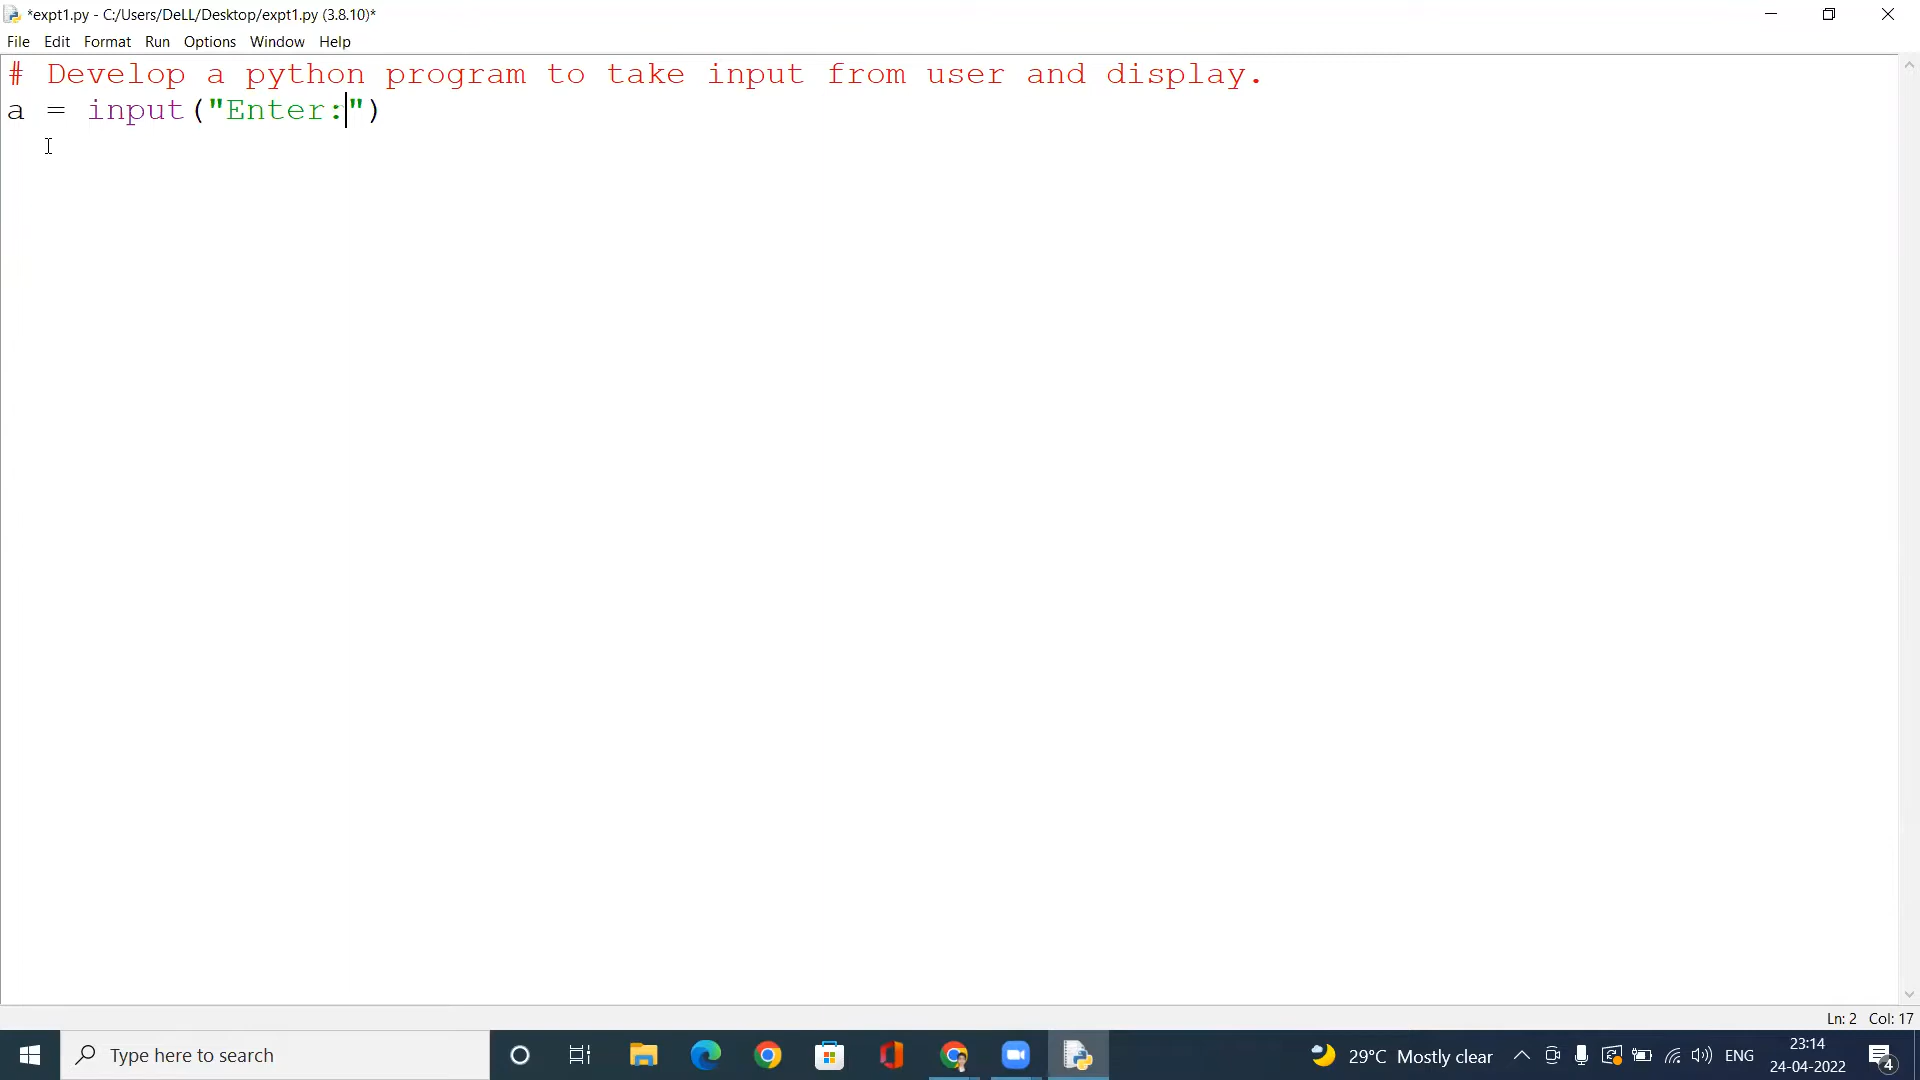 *expt1.py - C:/Users/DeLL/Desktop/expt1.py (3.8.10)*
File Edit Format Run Options Window Help
# Develop a python program to take input from user and display.
a = input("Enter:")
Ln: 2 Col: 17
Type here to search
29°C Mostly clear
ENG
23:14
24-04-2022
4